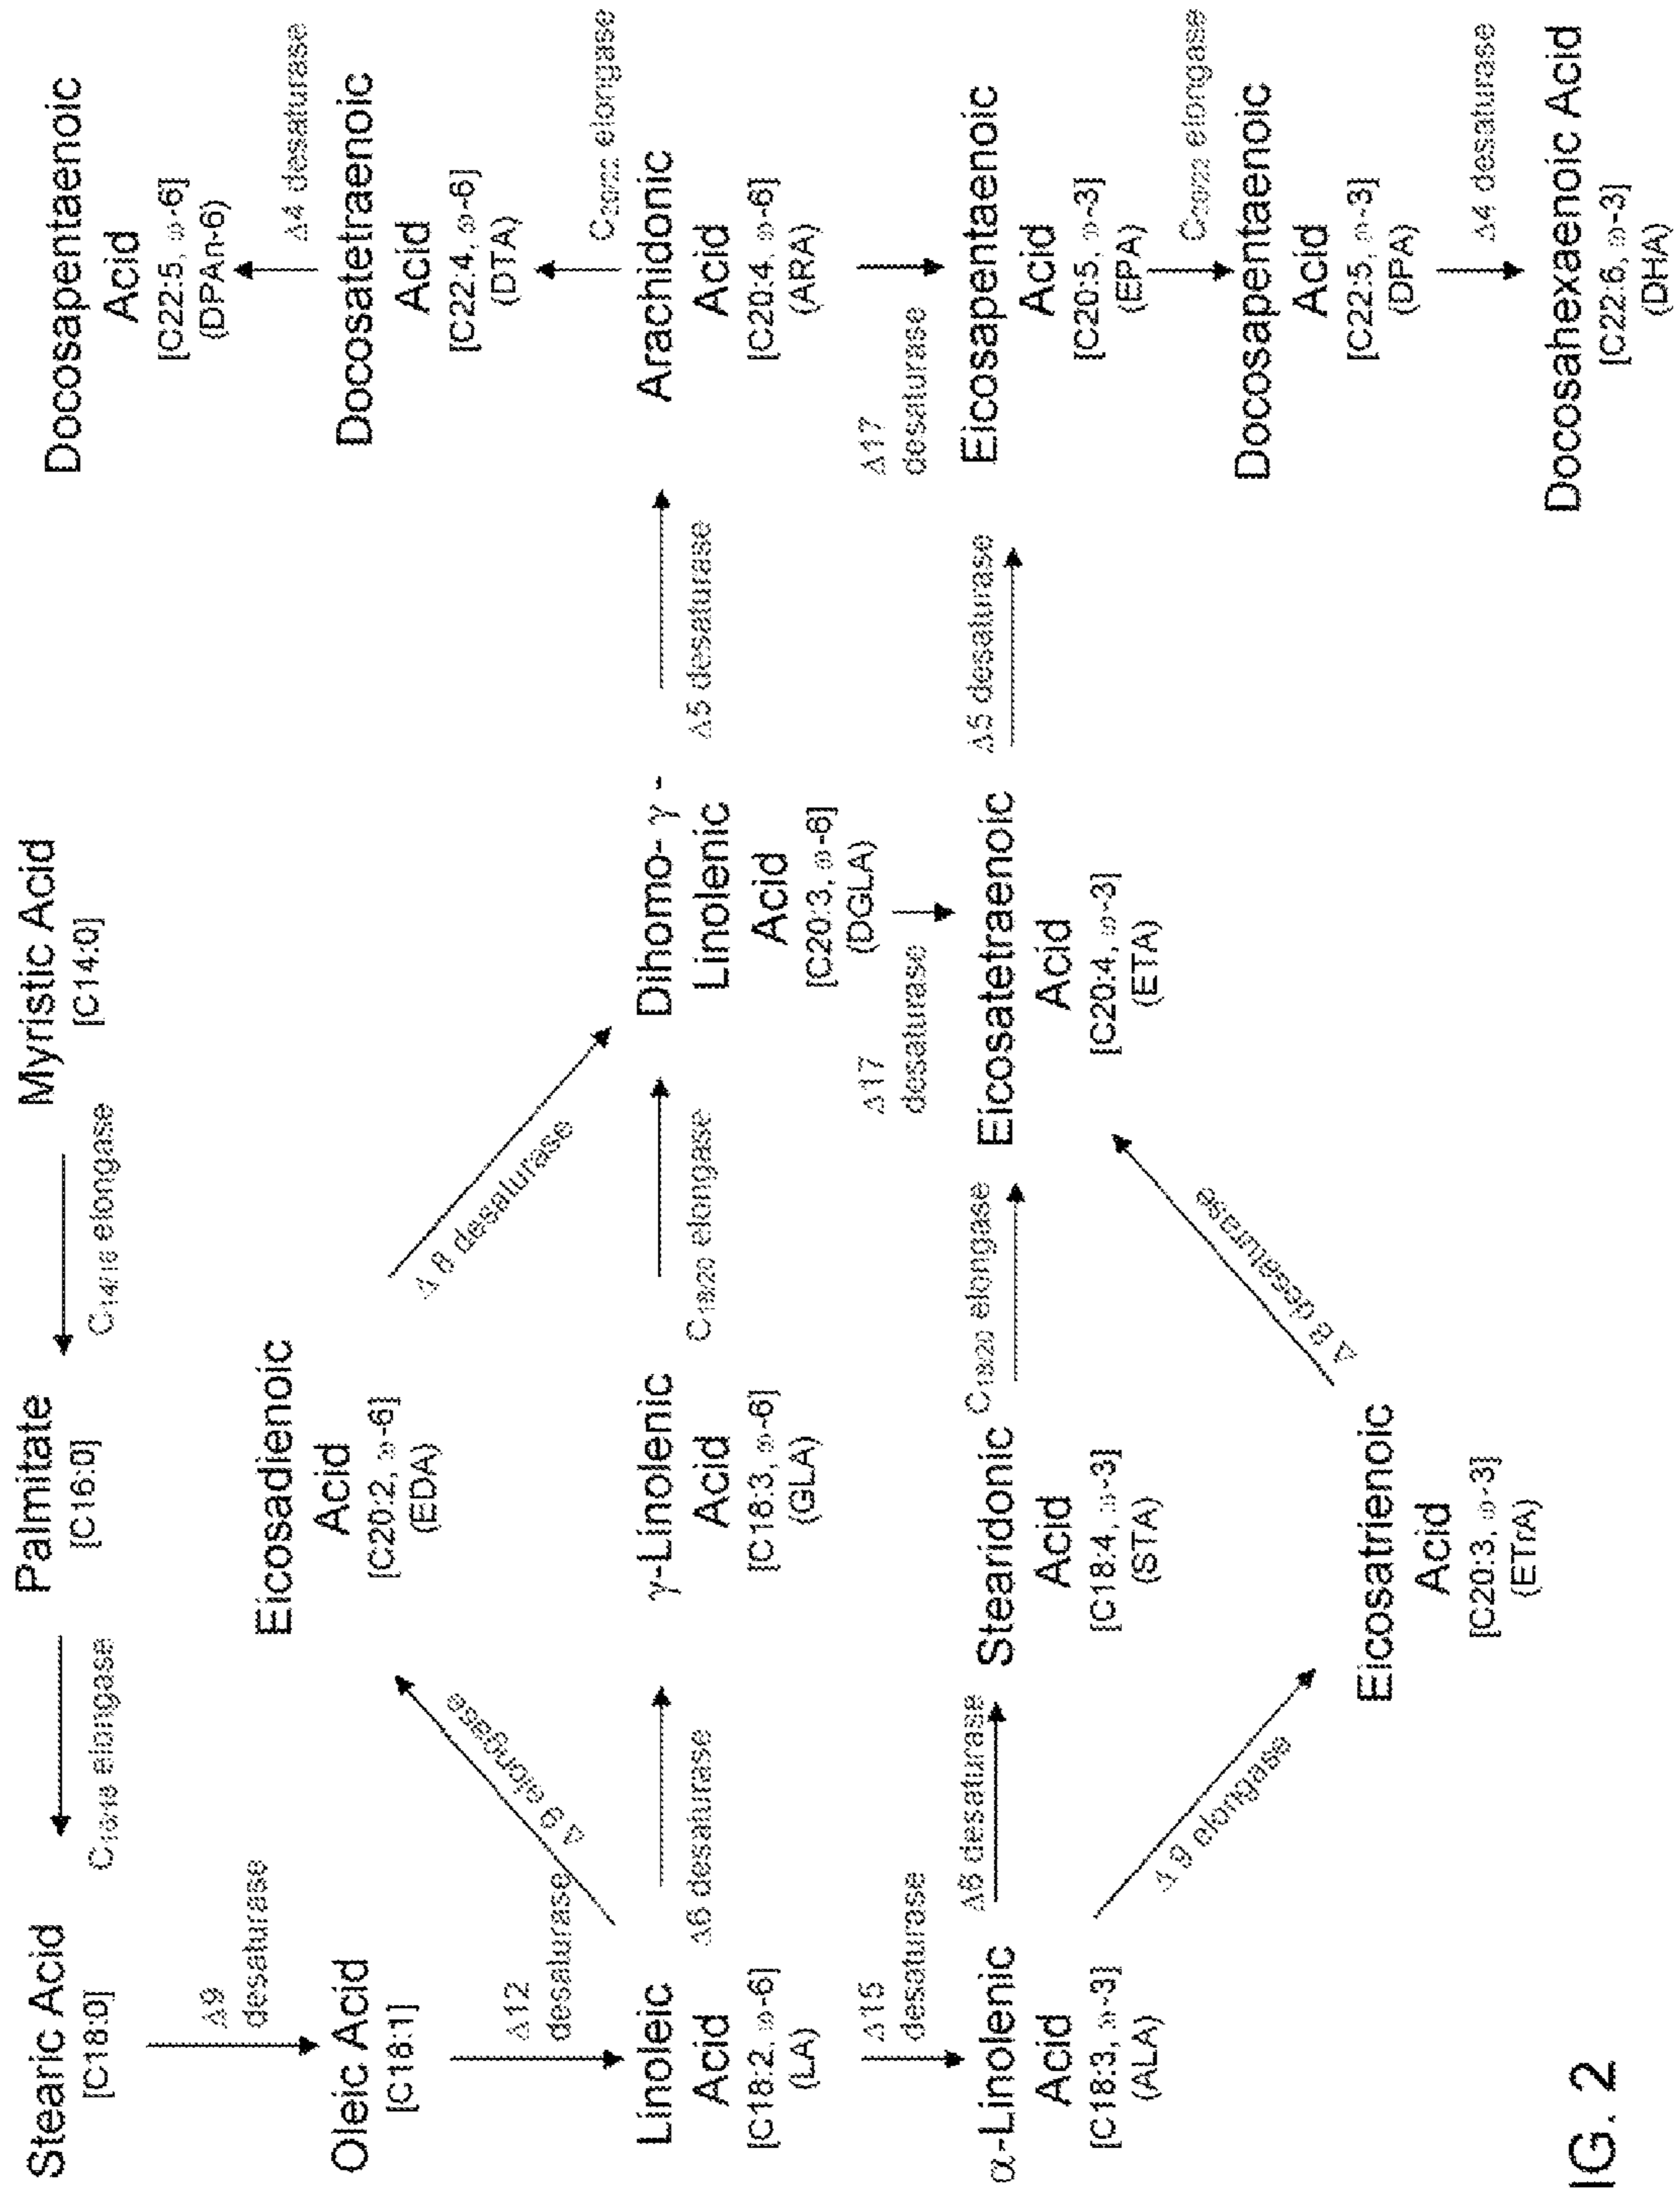 Stearic Acid
[C18:0]
C16/18 elongase
Palmitate
[C16:0]
C14/16 elongase
Myristic Acid
[C14:0]
Δ9
desaturase
Oleic Acid
[C18:1]
Δ12
desaturase
Δ 9 elongase
Eicosadienoic
Acid
[C20:2, ω-6]
(EDA)
Δ 8 desaturase
Linoleic
Acid
[C18:2, ω-6]
(LA)
Δ6 desaturase
γ-Linolenic
Acid
[C18:3, ω-6]
(GLA)
C18/20 elongase
Dihomo- γ -
Linolenic
Acid
[C20:3, ω-6]
(DGLA)
Δ5 desaturase
Arachidonic
Acid
[C20:4, ω-6]
(ARA)
C20/22 elongase
Docosatetraenoic
Acid
[C22:4, ω-6]
(DTA)
Δ4 desaturase
Docosapentaenoic
Acid
[C22:5, ω-6]
(DPAn-6)
Δ15
desaturase
Δ17
desaturase
Δ17
desaturase
α-Linolenic
Acid
[C18:3, ω-3]
(ALA)
Δ6 desaturase
Stearidonic
Acid
[C18:4, ω-3]
(STA)
C18/20 elongase
Eicosatetraenoic
Acid
[C20:4, ω-3]
(ETA)
Δ5 desaturase
Eicosapentaenoic
Acid
[C20:5, ω-3]
(EPA)
C20/22 elongase
Docosapentaenoic
Acid
[C22:5, ω-3]
(DPA)
Δ4 desaturase
Docosahexaenoic Acid
[C22:6, ω-3]
(DHA)
Δ 9 elongase
Eicosatrienoic
Acid
[C20:3, ω-3]
(ETrA)
Δ 8 desaturase
IG. 2